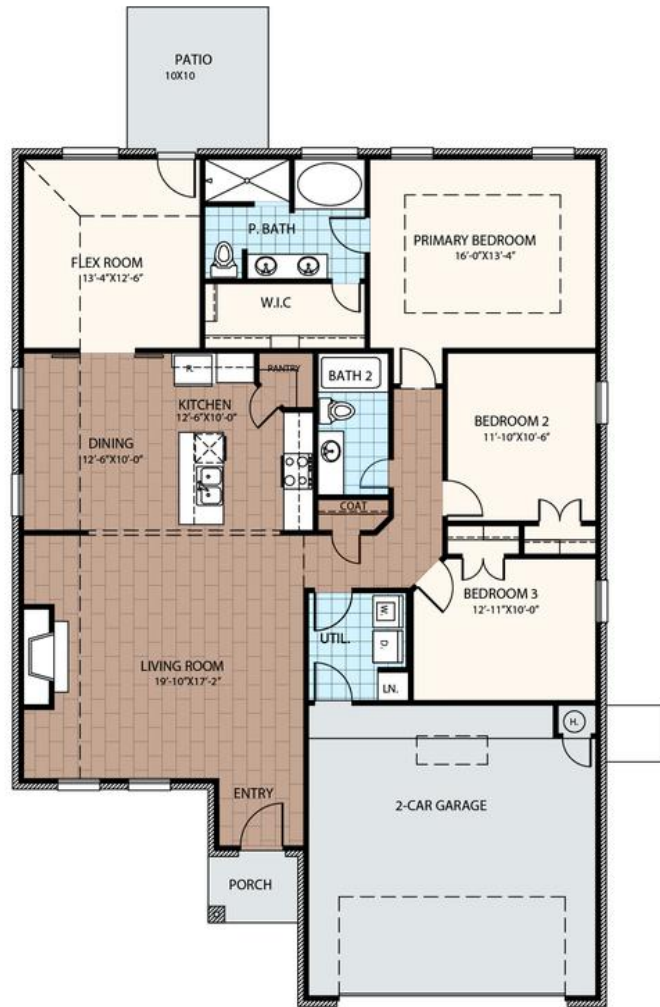 PATIO
10X10
P. BATH
FLEX ROOM
13'-4"X12'-6"
PRIMARY BEDROOM
16'-0"X13'-4"
W.I.C
R.
PANTRY
BATH 2
KITCHEN
12'-6"X10'-0"
DINING
12'-6"X10'-0"
BEDROOM 2
11'-10"X10'-6"
COAT
BEDROOM 3
12'-11"X10'-0"
W.
UTIL.
D.
LIVING ROOM
19'-10"X17'-2"
LN.
H.
ENTRY
2-CAR GARAGE
PORCH